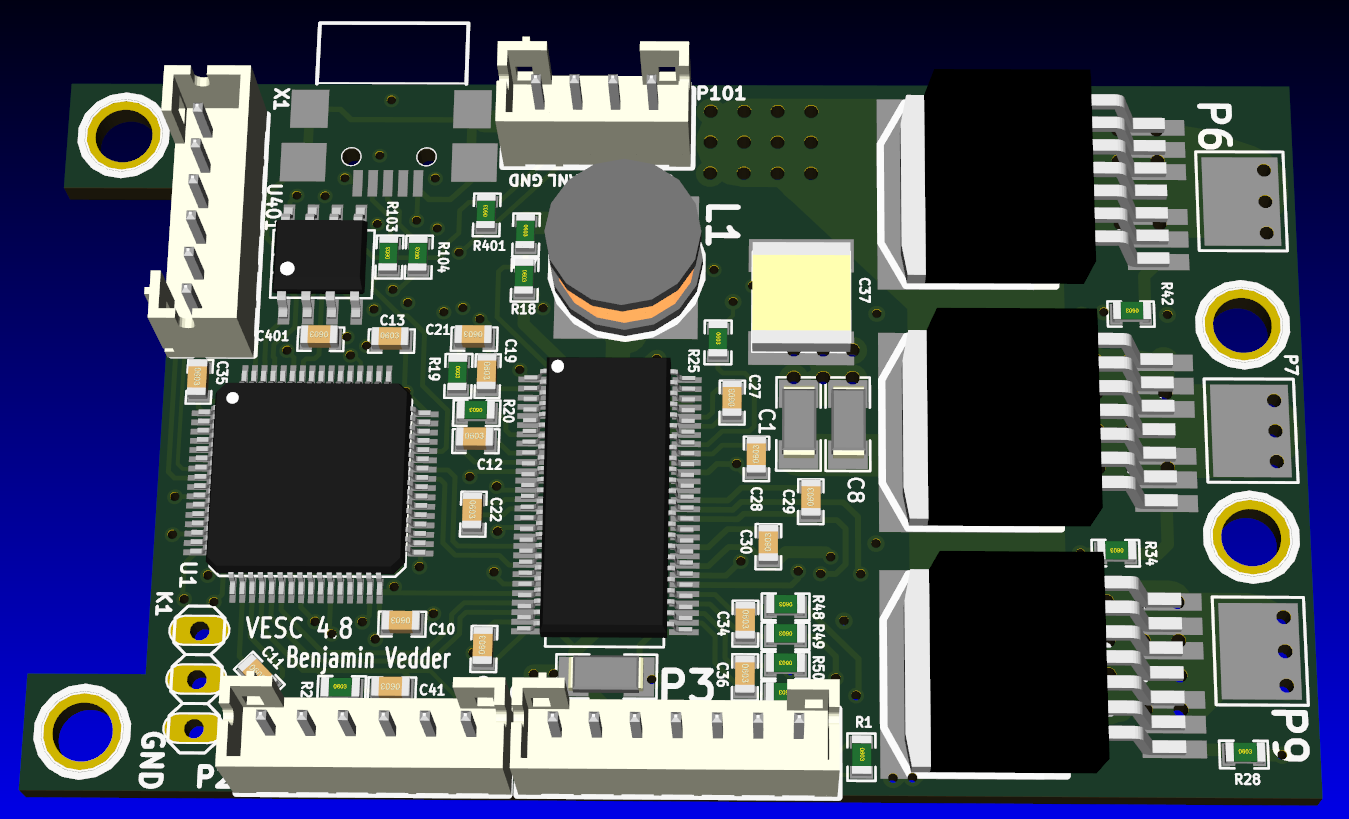 X1
P101
P6
NL GND
U401
R103
R104
R401
L1
R18
C37
R42
C401
C13
C21
C19
R25
P7
C35
R19
C27
R20
C1
C12
C22
C28
C29
C8
C30
R34
U1
K1
VESC 4.8
C10
C34
R48
R49
Benjamin Vedder
C11
C41
P3
C36
R50
R1
P9
GND
R28